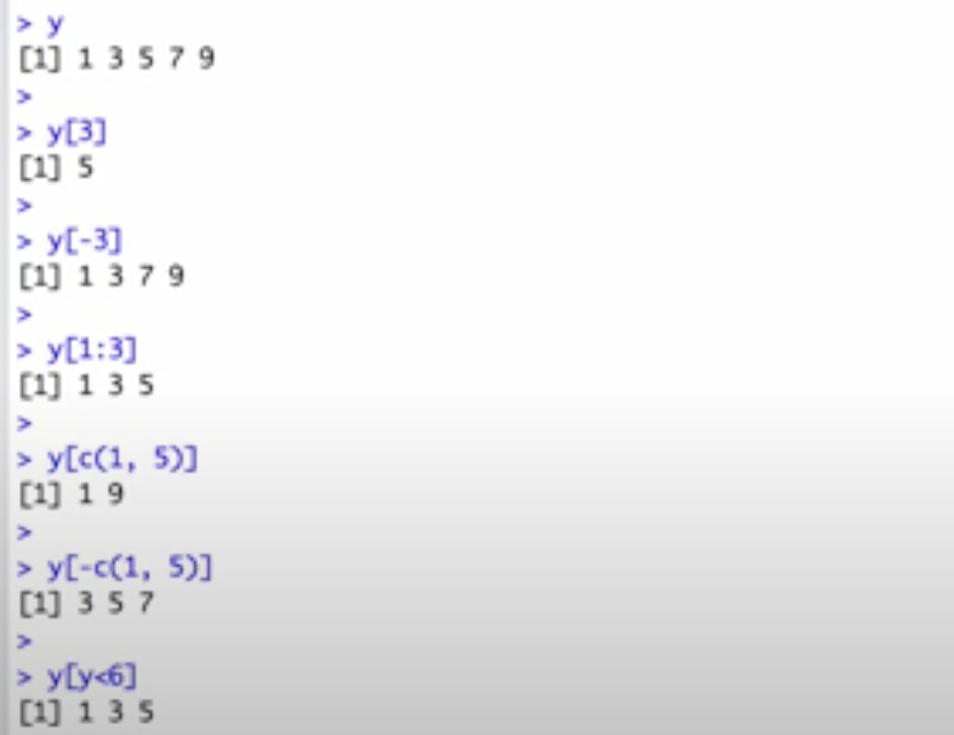 > y
[1] 1 3 5 7 9
>
> y[3]
[1] 5
>
> y[-3]
[1] 1 3 7 9
>
> y[1:3]
[1] 1 3 5
>
> y[c(1, 5)]
[1] 1 9
>
> y[-c(1, 5)]
[1] 3 5 7
>
> y[y<6]
[1] 1 3 5